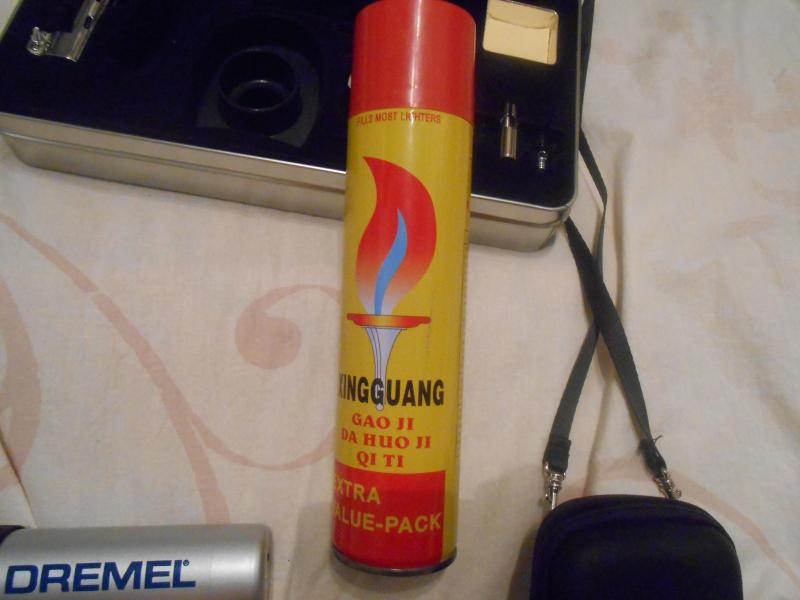 FILLS MOST LIGHTERS
XINGGUANG
GAO JI
DA HUO JI
QI TI
EXTRA
VALUE-PACK
DREMEL